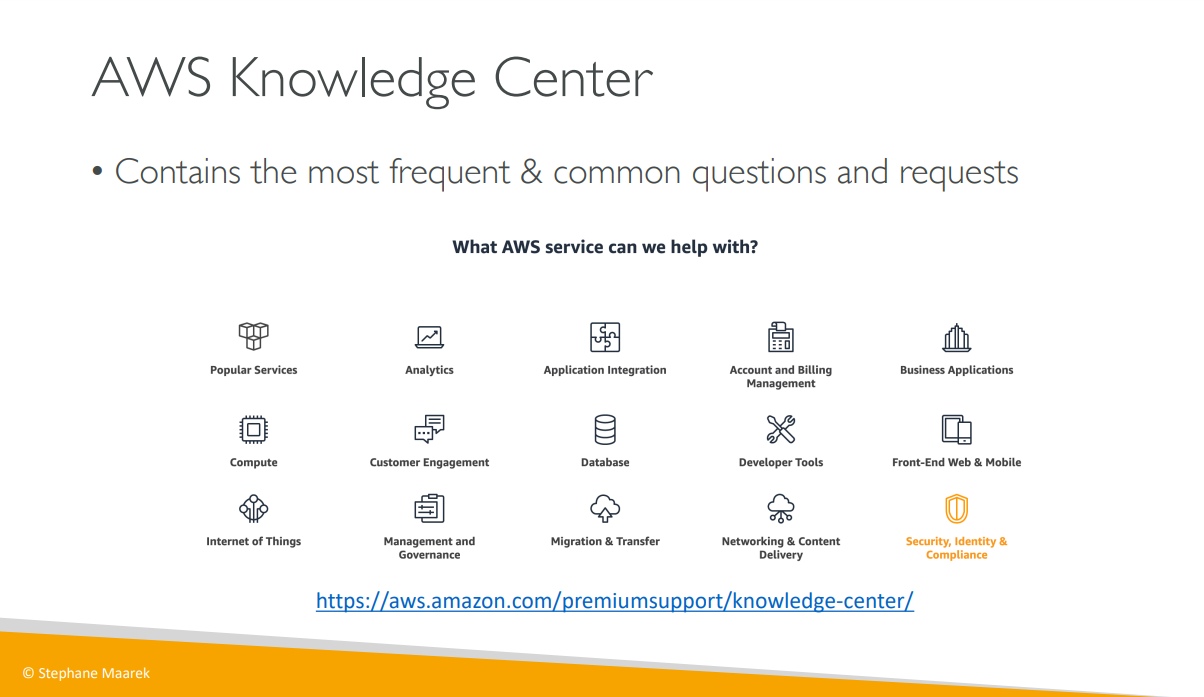 AWS Knowledge Center
• Contains the most frequent & common questions and requests
What AWS service can we help with?
Popular Services
Analytics
Application Integration
Account and Billing
Management
Business Applications
Compute
Customer Engagement
Database
Developer Tools
Front-End Web & Mobile
Internet of Things
Management and
Governance
Migration & Transfer
Networking & Content
Delivery
Security, Identity &
Compliance
https://aws.amazon.com/premiumsupport/knowledge-center/
© Stephane Maarek